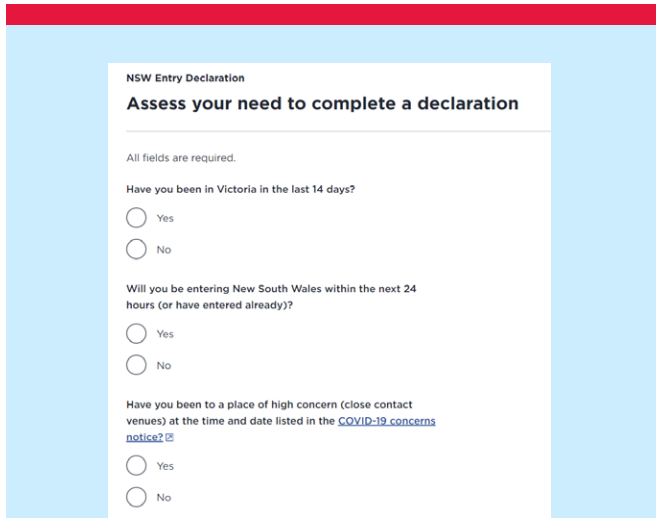 NSW Entry Declaration
Assess your need to complete a declaration
All fields are required.
Have you been in Victoria in the last 14 days?
Yes
No
Will you be entering New South Wales within the next 24
hours (or have entered already)?
Yes
No
Have you been to a place of high concern (close contact
venues) at the time and date listed in the COVID-19 concerns
notice?
Yes
No